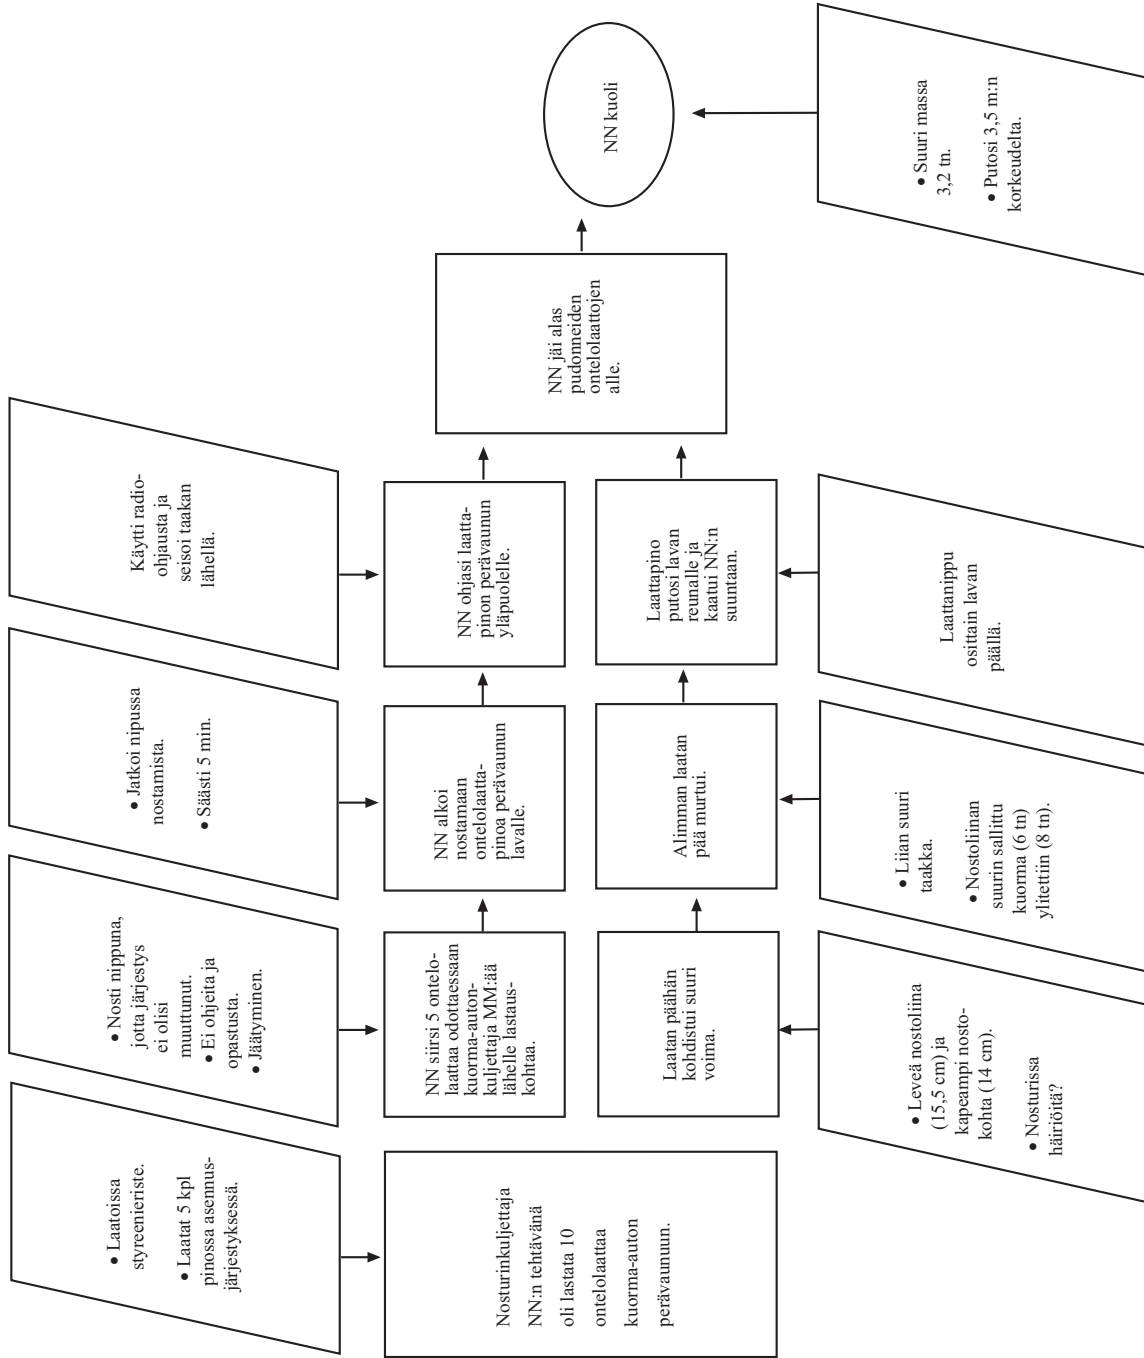 • Laatoissa
styreenieriste.
• Laatat 5 kpl
pinossa asennus-
järjestyksessä.
• Nosti nippuna,
jotta järjestys
ei olisi
muuttunut.
• Ei ohjeita ja
opastusta.
• Jäätyminen.
• Jatkoi nipussa
nostamista.
• Säästi 5 min.
Käytti radio-
ohjausta ja
seisoi taakan
lähellä.
Nosturinkuljettaja
NN:n tehtävänä
oli lastata 10
ontelolaattaa
kuorma-auton
perävaunuun.
NN siirsi 5 ontelo-
laattaa odottaessaan
kuorma-auton-
kuljettaja MM:ää
lähelle lastaus-
kohtaa.
NN alkoi
nostamaan
ontelolaatta-
pinoa perävaunun
lavalle.
NN ohjasi laatta-
pinon perävaunun
yläpuolelle.
Laatan päähän
kohdistui suuri
voima.
Alimman laatan
pää murtui.
Laattapino
putosi lavan
reunalle ja
kaatui NN:n
suuntaan.
NN jäi alas
pudonneiden
ontelolaattojen
alle.
NN kuoli
• Leveä nostoliina
(15,5 cm) ja
kapeampi nosto-
kohta (14 cm).
• Nosturissa
häiriöitä?
• Liian suuri
taakka.
• Nostoliinan
suurin sallittu
kuorma (6 tn)
ylitettiin (8 tn).
Laattanippu
osittain lavan
päällä.
• Suuri massa
3,2 tn.
• Putosi 3,5 m:n
korkeudelta.